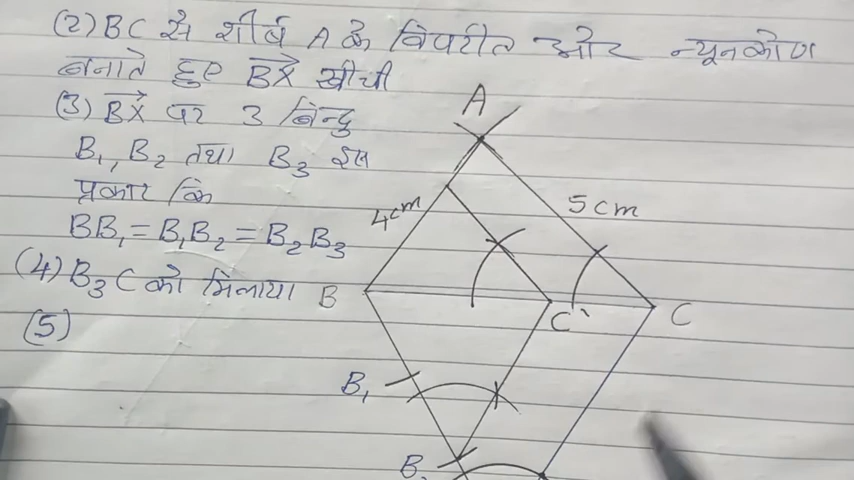 (2) BC से शीर्ष A के विपरीत ओर न्यूनकोण
बनाते हुए BX खींची
(3) BX पर 3 बिन्दु
B₁, B₂ तथा B₃ इस
प्रकार कि
BB₁ = B₁B₂ = B₂B₃
(4) B₃C को मिलाया
(5)
A
4cm
5cm
B
C'
C
B₁